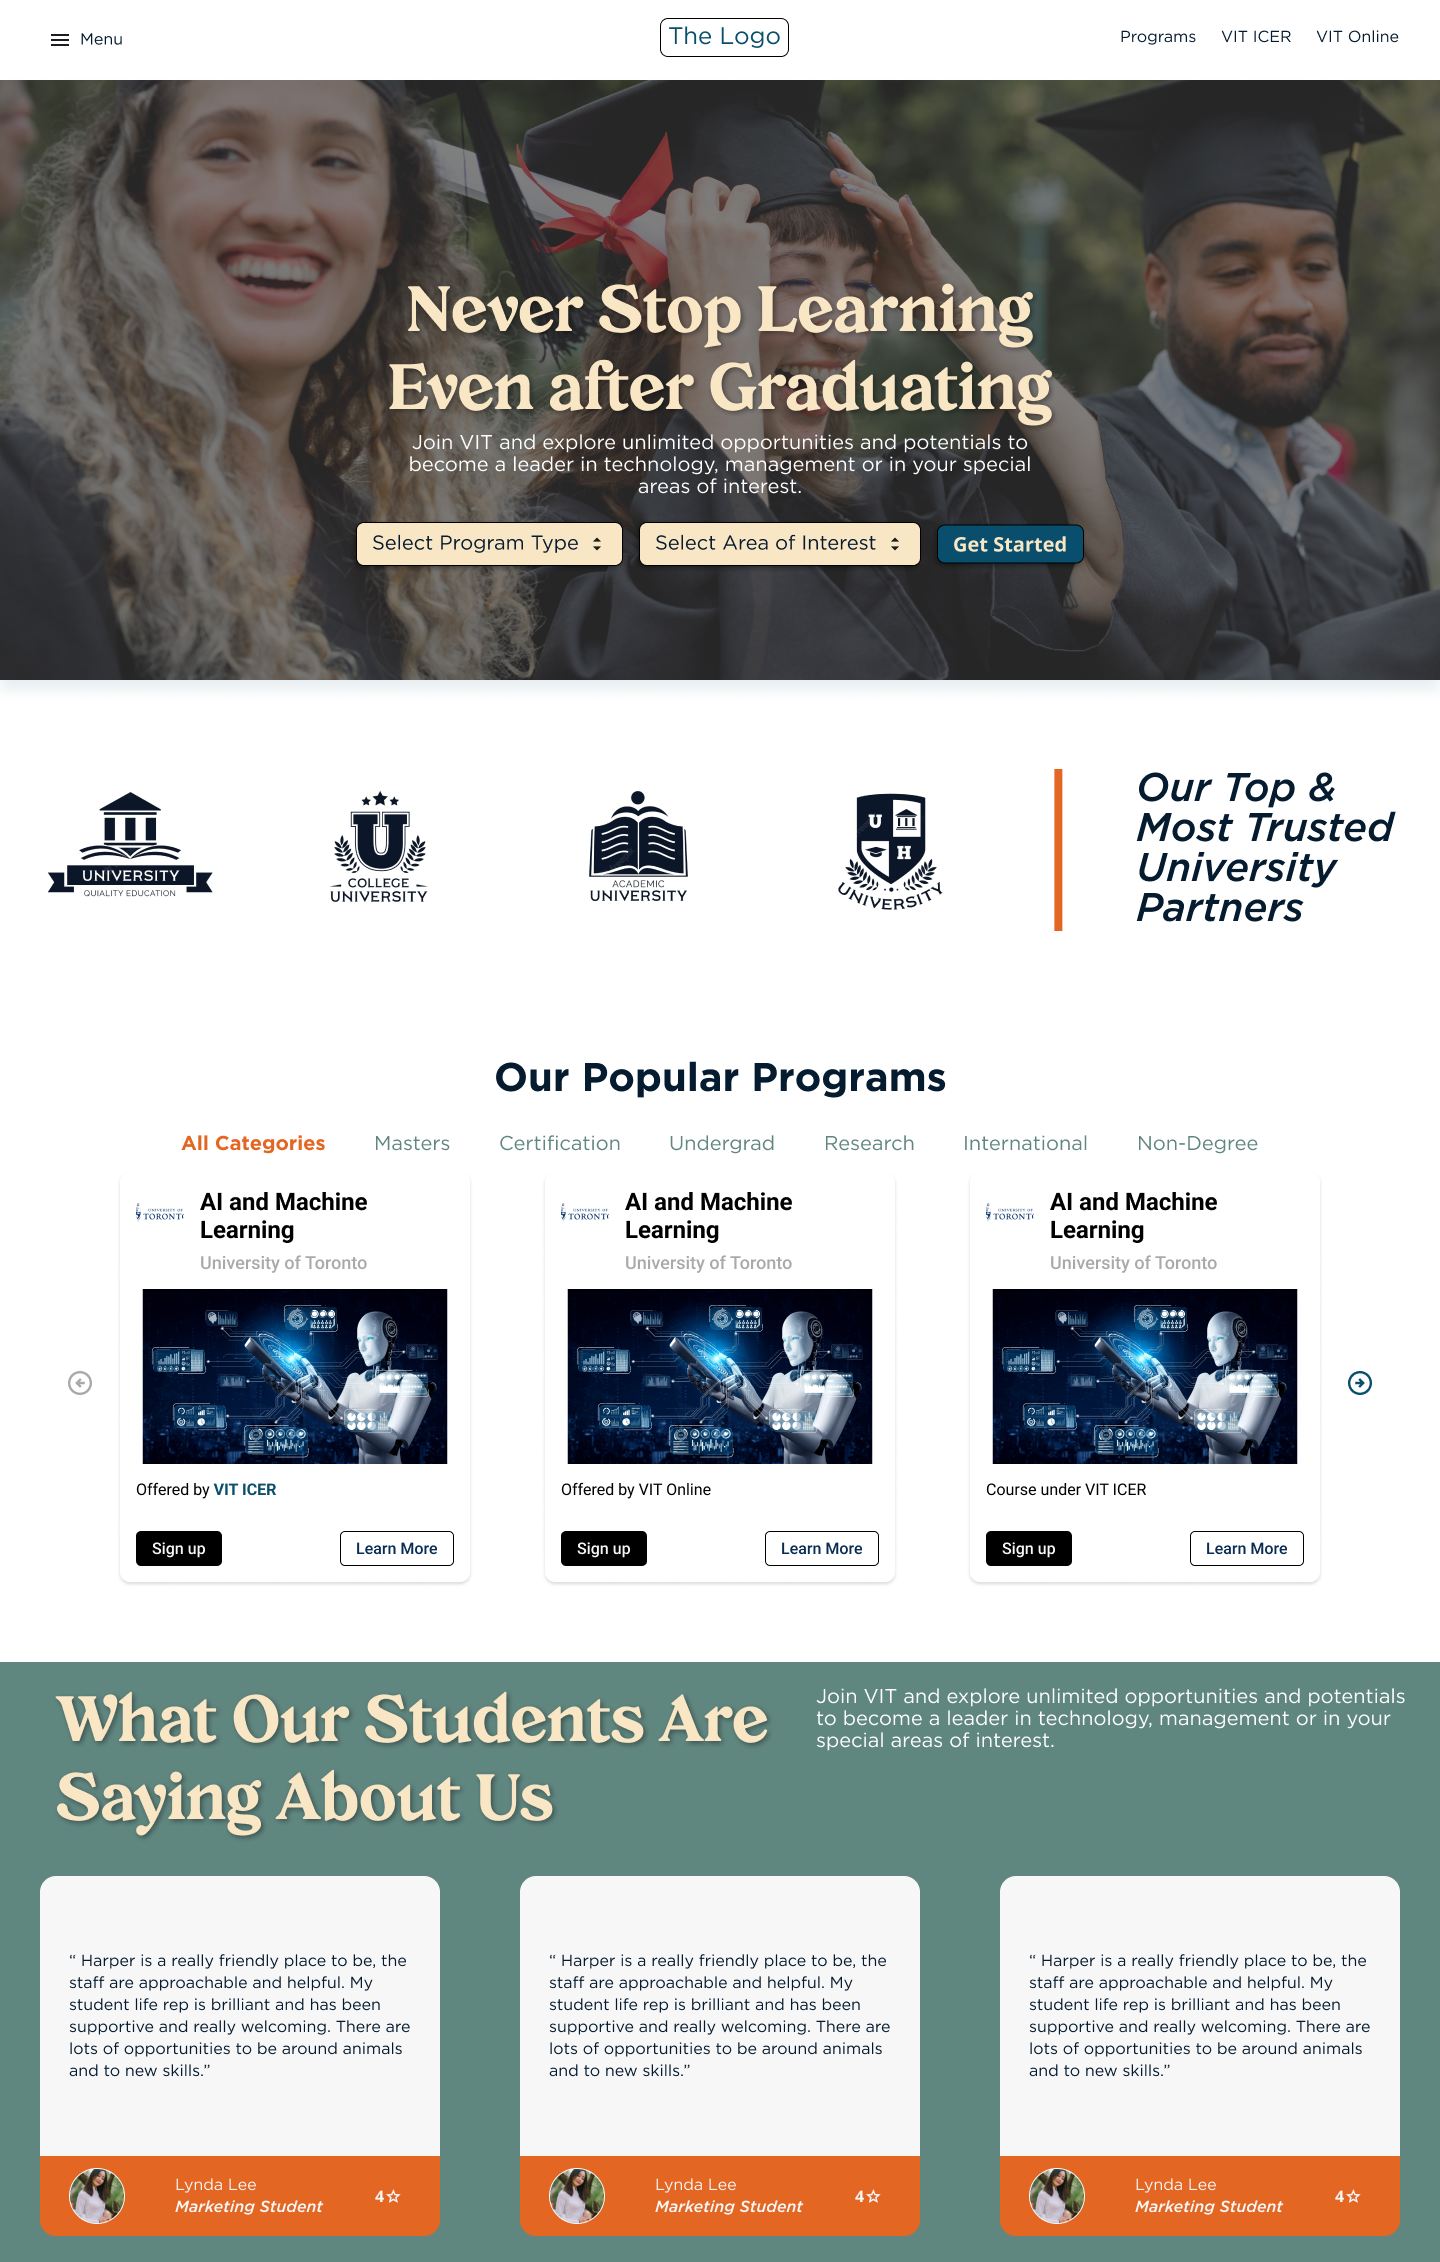 Menu
The Logo
Programs
VIT ICER
VIT Online
Never Stop Learning
Even after Graduating
Join VIT and explore unlimited opportunities and potentials to
become a leader in technology, management or in your special
areas of interest.
Select Program Type
Select Area of Interest
Get Started
UNIVERSITY
QUIALITY EDUCATION
U
COLLEGE
UNIVERSITY
ACADEMIC
UNIVERSITY
U
H
UNIVERSITY
Our Top &
Most Trusted
University
Partners
Our Popular Programs
All Categories
Masters
Certification
Undergrad
Research
International
Non-Degree
UNIVERSITY OF
TORONT
AI and Machine
Learning
University of Toronto
Offered by VIT ICER
Sign up
Learn More
UNIVERSITY OF
TORONT
AI and Machine
Learning
University of Toronto
Offered by VIT Online
Sign up
Learn More
UNIVERSITY OF
TORONT
AI and Machine
Learning
University of Toronto
Course under VIT ICER
Sign up
Learn More
What Our Students Are
Saying About Us
Join VIT and explore unlimited opportunities and potentials
to become a leader in technology, management or in your
special areas of interest.
“ Harper is a really friendly place to be, the
staff are approachable and helpful. My
student life rep is brilliant and has been
supportive and really welcoming. There are
lots of opportunities to be around animals
and to new skills.”
Lynda Lee
Marketing Student
4
“ Harper is a really friendly place to be, the
staff are approachable and helpful. My
student life rep is brilliant and has been
supportive and really welcoming. There are
lots of opportunities to be around animals
and to new skills.”
Lynda Lee
Marketing Student
4
“ Harper is a really friendly place to be, the
staff are approachable and helpful. My
student life rep is brilliant and has been
supportive and really welcoming. There are
lots of opportunities to be around animals
and to new skills.”
Lynda Lee
Marketing Student
4